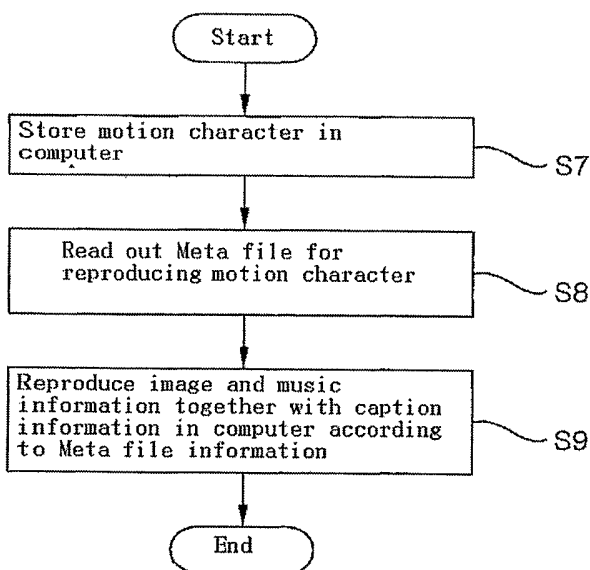 Start
Store motion character in
computer
S7
Read out Meta file for
reproducing motion character
S8
Reproduce image and music
information together with caption
information in computer according
to Meta file information
S9
End